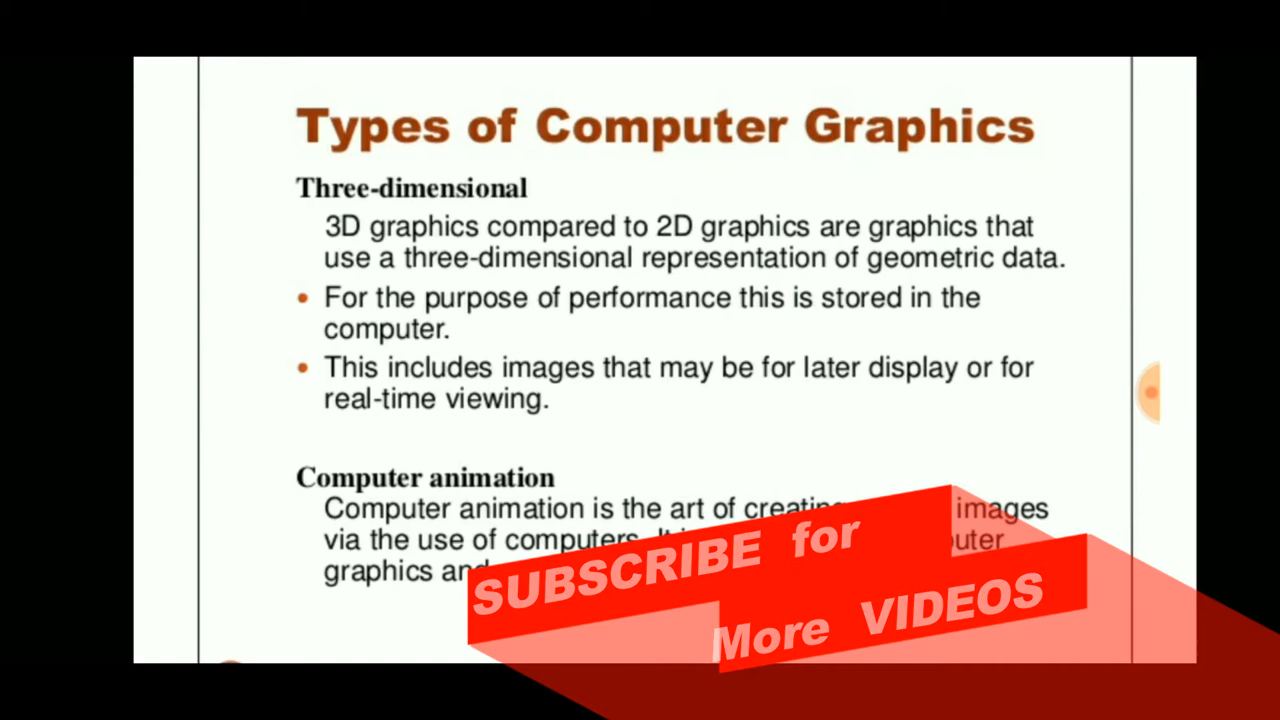 Types of Computer Graphics
Three-dimensional
3D graphics compared to 2D graphics are graphics that
use a three-dimensional representation of geometric data.
• For the purpose of performance this is stored in the
computer.
• This includes images that may be for later display or for
real-time viewing.
Computer animation
Computer animation is the art of creating images
via the use of computers.
graphics and
SUBSCRIBE for
More VIDEOS